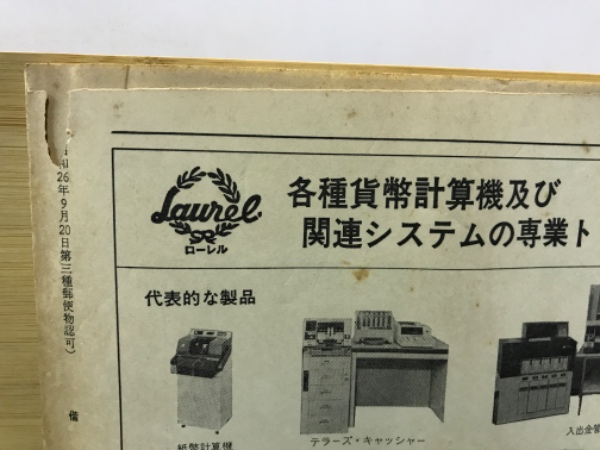 Laurel
ローレル
各種貨幣計算機及び
関連システムの専業ト
代表的な製品
紙幣計算機
テラーズ・キャッシャー
入出金管
和26年9月20日第三種郵便物認可）